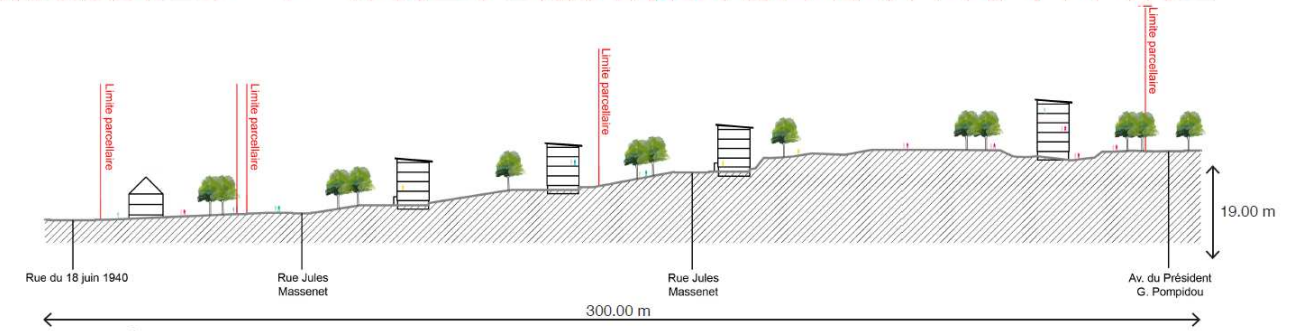 Limite parcellaire
Limite parcellaire
Limite parcellaire
Limite parcellaire
19.00 m
Rue du 18 juin 1940
Rue Jules
Massenet
Rue Jules
Massenet
Av. du Président
G. Pompidou
300.00 m